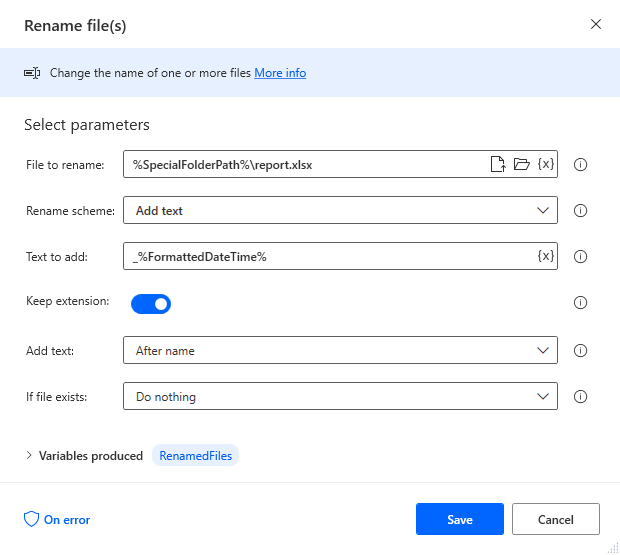 Rename file(s)
Change the name of one or more files More info
Select parameters
File to rename: %SpecialFolderPath%\report.xlsx {x}
Rename scheme: Add text
Text to add: _%FormattedDateTime% {x}
Keep extension:
Add text: After name
If file exists: Do nothing
Variables produced RenamedFiles
On error Save Cancel